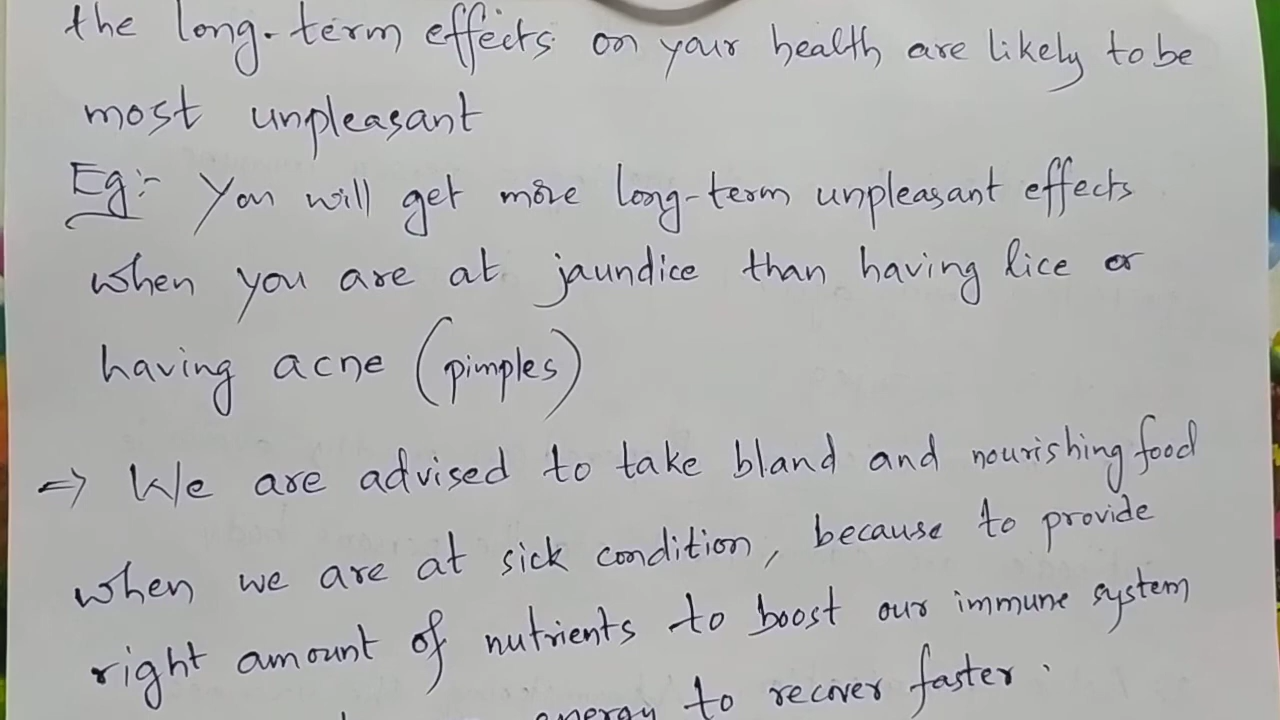 the long-term effects on your health are likely to be
most unpleasant
Eg:- You will get more long-term unpleasant effects
when you are at jaundice than having lice or
having acne (pimples)
=> We are advised to take bland and nourishing food
when we are at sick condition, because to provide
right amount of nutrients to boost our immune system
energy to recover faster.